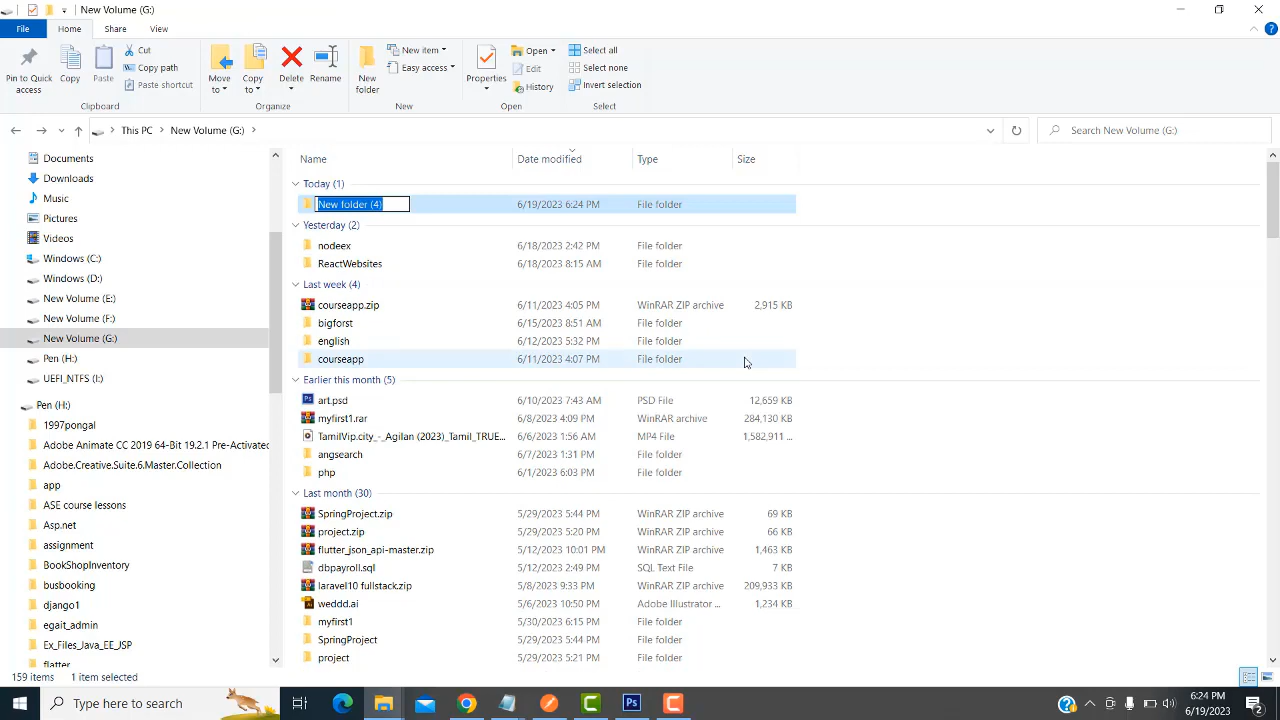 New Volume (G:)
File Home Share View
Pin to Quick access
Copy
Paste
Cut
Copy path
Paste shortcut
Clipboard
Move to
Copy to
Delete
Rename
Organize
New folder
New item
Easy access
New
Properties
Open
Edit
History
Open
Select all
Select none
Invert selection
Select
This PC New Volume (G:)
Search New Volume (G:)
Documents
Downloads
Music
Pictures
Videos
Windows (C:)
Windows (D:)
New Volume (E:)
New Volume (F:)
New Volume (G:)
Pen (H:)
UEFI_NTFS (I:)
Pen (H:)
1997pongal
Adobe Animate CC 2019 64-Bit 19.2.1 Pre-Activated
Adobe.Creative.Suite.6.Master.Collection
app
ASE course lessons
Asp.net
assignment
BookShopInventory
busbooking
django1
egait_admin
Ex_Files_Java_EE_JSP
flatter
Name Date modified Type Size
Today (1)
New folder (4) 6/19/2023 6:24 PM File folder
Yesterday (2)
nodeex 6/18/2023 2:42 PM File folder
ReactWebsites 6/18/2023 8:15 AM File folder
Last week (4)
courseapp.zip 6/11/2023 4:05 PM WinRAR ZIP archive 2,915 KB
bigforst 6/15/2023 8:51 AM File folder
english 6/12/2023 5:32 PM File folder
courseapp 6/11/2023 4:07 PM File folder
Earlier this month (5)
art.psd 6/10/2023 7:43 AM PSD File 12,659 KB
myfirst1.rar 6/8/2023 4:09 PM WinRAR archive 284,130 KB
TamilVip.city_-_Agilan (2023)_Tamil_TRUE... 6/6/2023 1:56 AM MP4 File 1,582,911 ...
angsearch 6/7/2023 1:31 PM File folder
php 6/1/2023 6:03 PM File folder
Last month (30)
SpringProject.zip 5/29/2023 5:44 PM WinRAR ZIP archive 69 KB
project.zip 5/29/2023 5:20 PM WinRAR ZIP archive 66 KB
flutter_json_api-master.zip 5/12/2023 10:01 PM WinRAR ZIP archive 1,463 KB
dbpayroll.sql 5/12/2023 2:49 PM SQL Text File 7 KB
laravel10 fullstack.zip 5/8/2023 9:33 PM WinRAR ZIP archive 209,933 KB
weddd.ai 5/6/2023 10:50 PM Adobe Illustrator ... 1,234 KB
myfirst1 5/30/2023 6:15 PM File folder
SpringProject 5/29/2023 5:44 PM File folder
project 5/29/2023 5:21 PM File folder
159 items 1 item selected
Type here to search
Ps
6:24 PM
6/19/2023
2